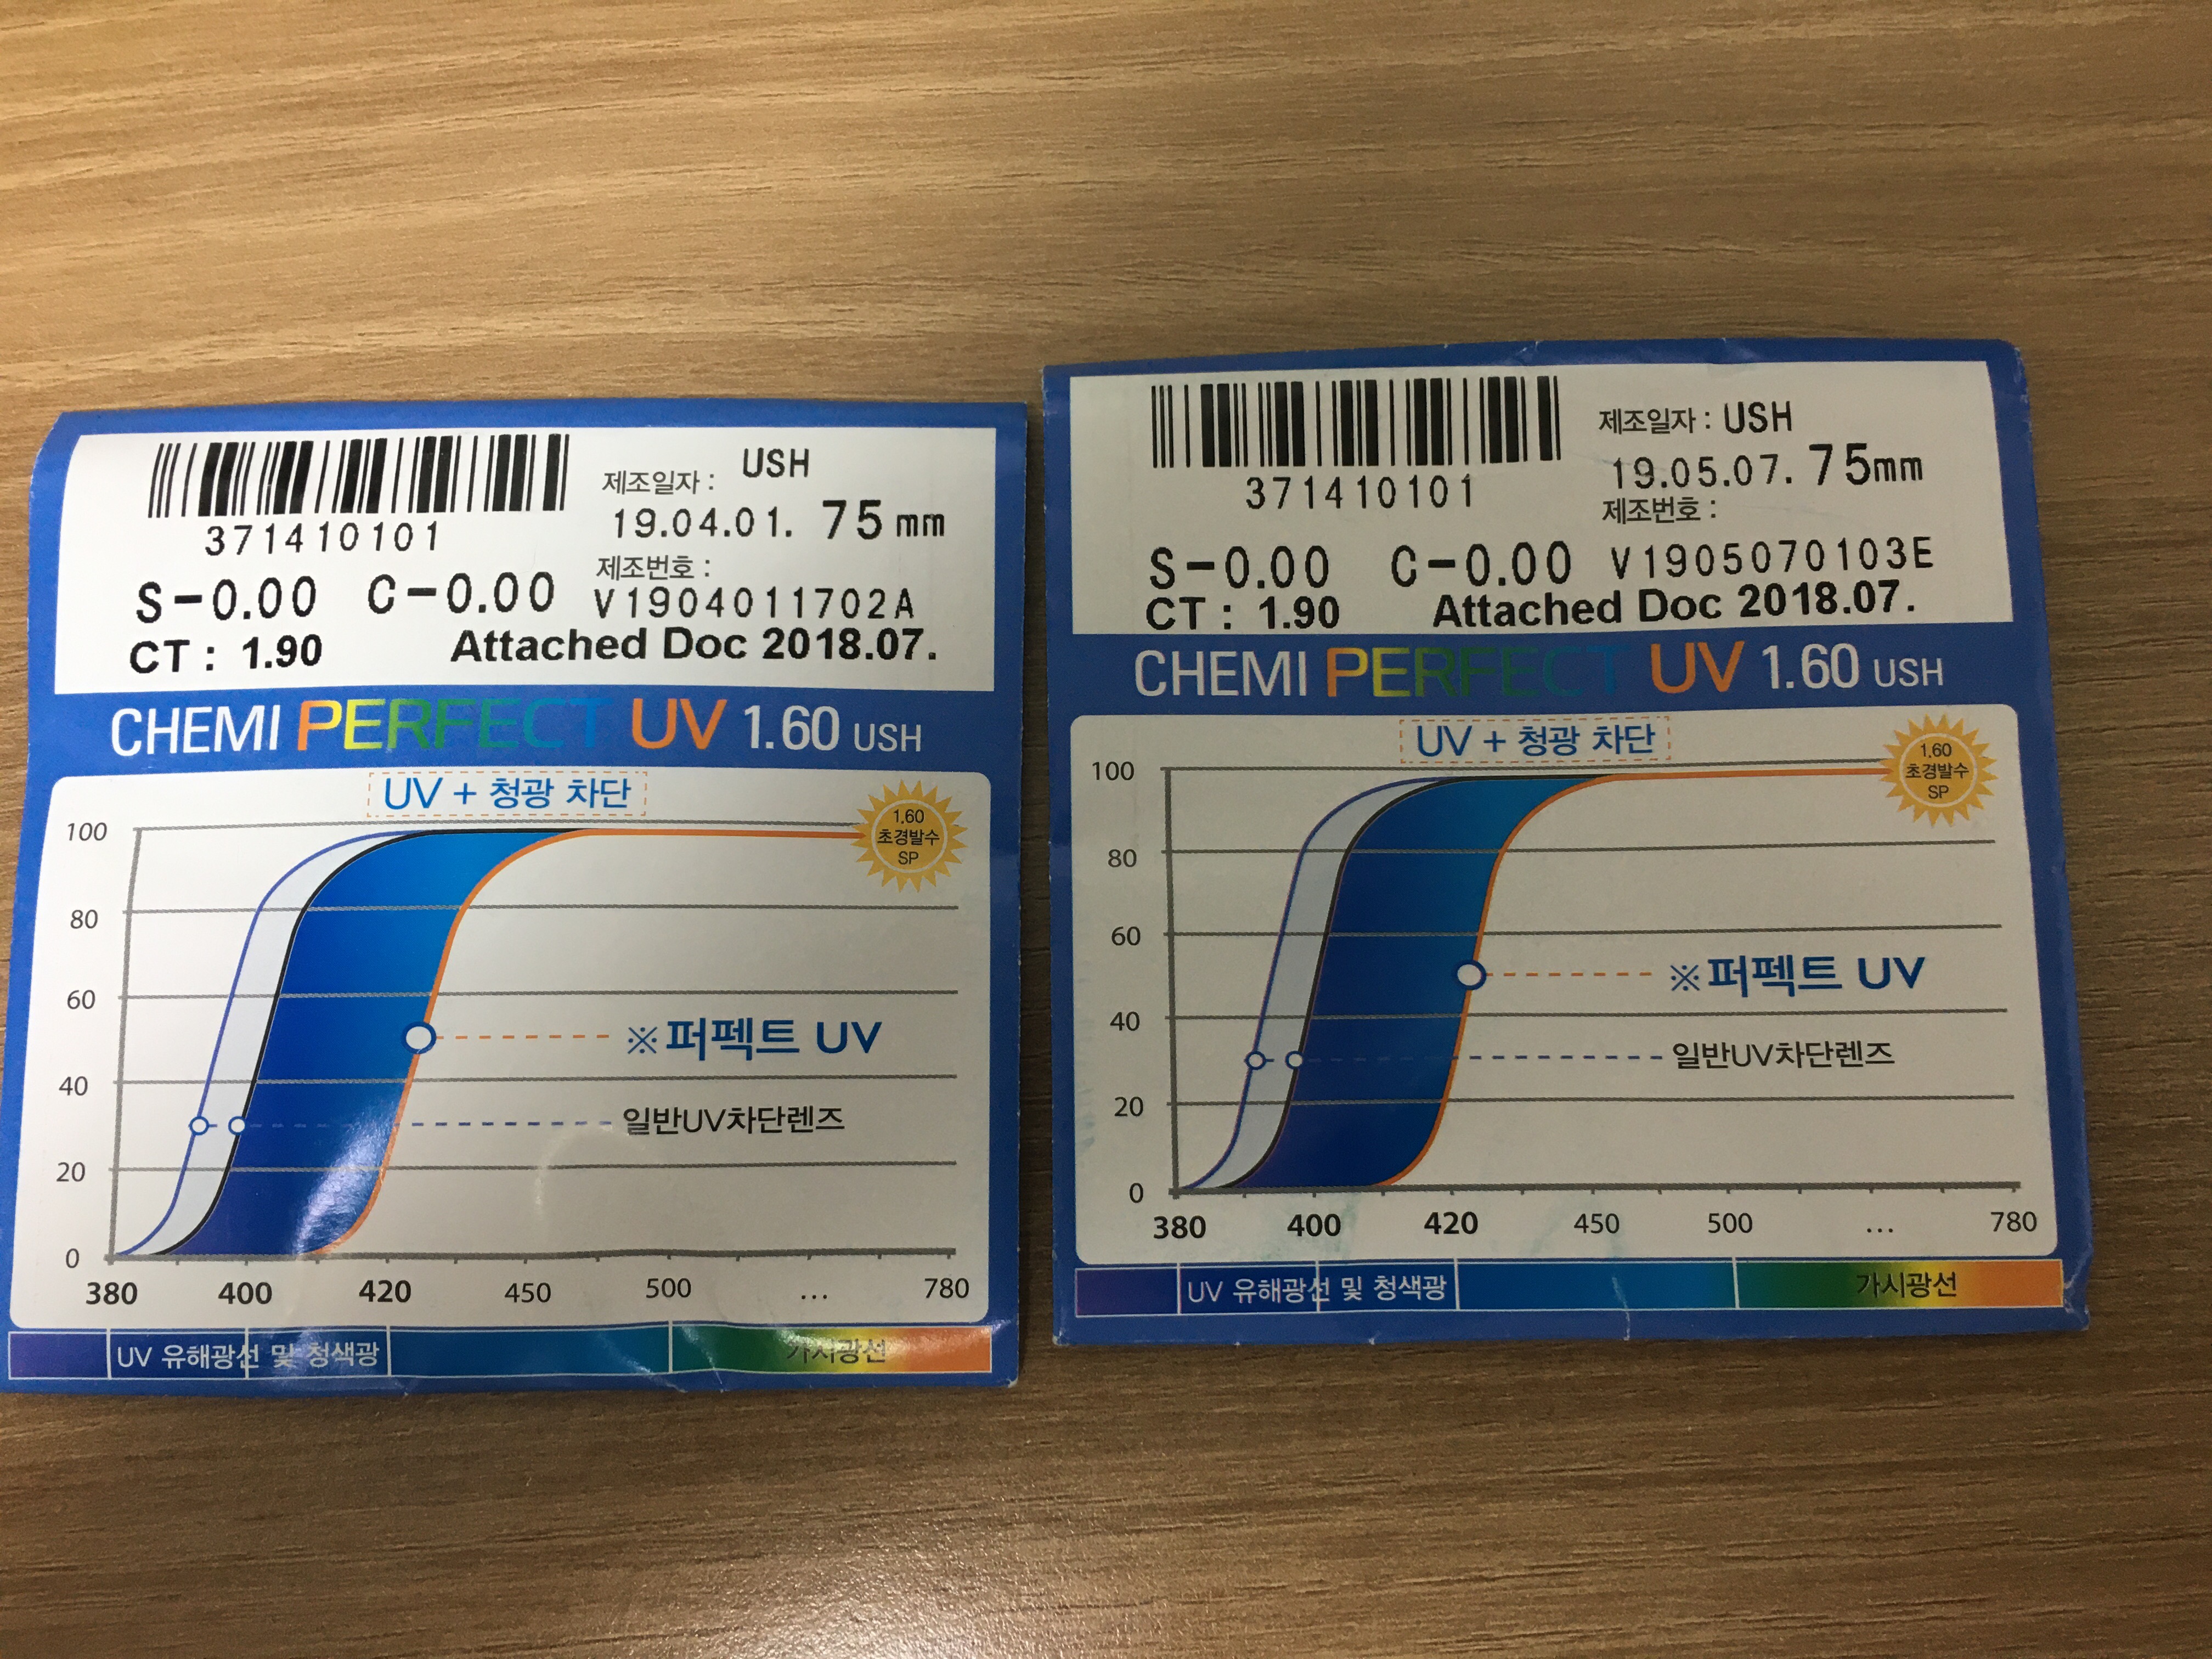 371410101
제조일자 : USH
19.04.01. 75mm
제조번호 :
S-0.00 C-0.00 V1904011702A
CT : 1.90 Attached Doc 2018.07.
CHEMI PERFECT UV 1.60 USH
UV + 청광 차단
1.60
초경발수
SP
100
80
60
※퍼펙트 UV
40
일반UV차단렌즈
20
0
380 400 420 450 500 ... 780
UV 유해광선 및 청색광 가시광선
371410101
제조일자 : USH
19.05.07. 75mm
제조번호 :
S-0.00 C-0.00 V1905070103E
CT : 1.90 Attached Doc 2018.07.
CHEMI PERFECT UV 1.60 USH
UV + 청광 차단
1.60
초경발수
SP
100
80
60
※퍼펙트 UV
40
일반UV차단렌즈
20
0
380 400 420 450 500 ... 780
UV 유해광선 및 청색광 가시광선